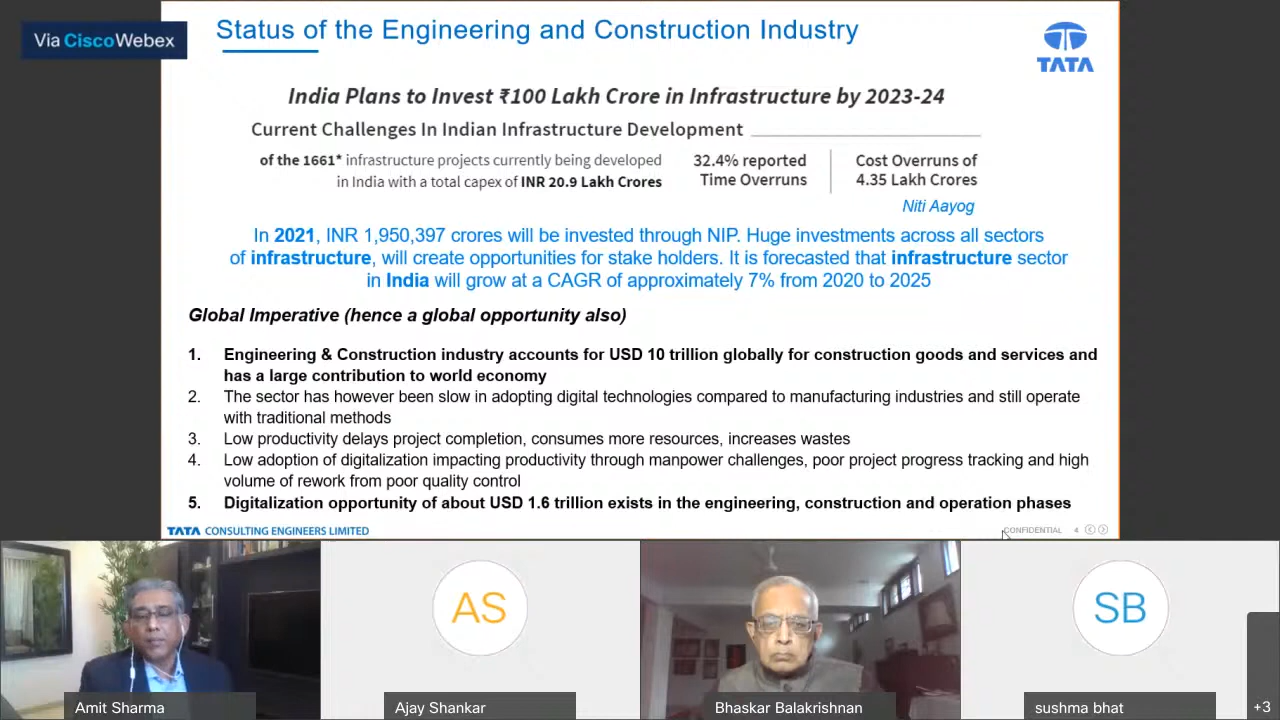 Via CiscoWebex
Status of the Engineering and Construction Industry
TATA
India Plans to Invest ₹100 Lakh Crore in Infrastructure by 2023-24
Current Challenges In Indian Infrastructure Development
of the 1661* infrastructure projects currently being developed
in India with a total capex of INR 20.9 Lakh Crores
32.4% reported
Time Overruns
Cost Overruns of
4.35 Lakh Crores
Niti Aayog
In 2021, INR 1,950,397 crores will be invested through NIP. Huge investments across all sectors
of infrastructure, will create opportunities for stake holders. It is forecasted that infrastructure sector
in India will grow at a CAGR of approximately 7% from 2020 to 2025
Global Imperative (hence a global opportunity also)
1. Engineering & Construction industry accounts for USD 10 trillion globally for construction goods and services and
has a large contribution to world economy
2. The sector has however been slow in adopting digital technologies compared to manufacturing industries and still operate
with traditional methods
3. Low productivity delays project completion, consumes more resources, increases wastes
4. Low adoption of digitalization impacting productivity through manpower challenges, poor project progress tracking and high
volume of rework from poor quality control
5. Digitalization opportunity of about USD 1.6 trillion exists in the engineering, construction and operation phases
TATA CONSULTING ENGINEERS LIMITED
CONFIDENTIAL 4
AS
SB
Amit Sharma
Ajay Shankar
Bhaskar Balakrishnan
sushma bhat
+3